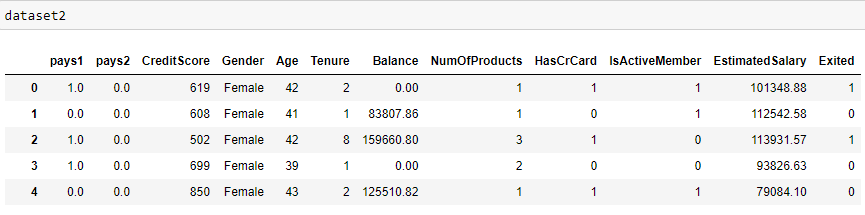 dataset2
pays1 pays2 CreditScore Gender Age Tenure Balance NumOfProducts HasCrCard IsActiveMember EstimatedSalary Exited
0 1.0 0.0 619 Female 42 2 0.00 1 1 1 101348.88 1
1 0.0 0.0 608 Female 41 1 83807.86 1 0 1 112542.58 0
2 1.0 0.0 502 Female 42 8 159660.80 3 1 0 113931.57 1
3 1.0 0.0 699 Female 39 1 0.00 2 0 0 93826.63 0
4 0.0 0.0 850 Female 43 2 125510.82 1 1 1 79084.10 0